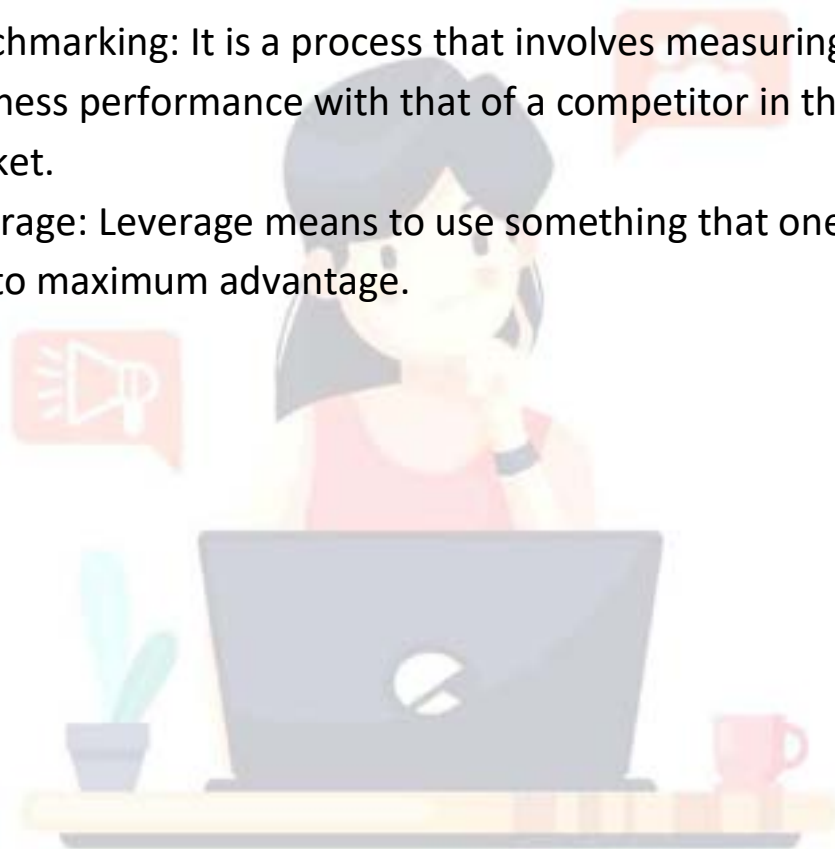 chmarking: It is a process that involves measuring
ness performance with that of a competitor in th
ket.
rage: Leverage means to use something that one
to maximum advantage.